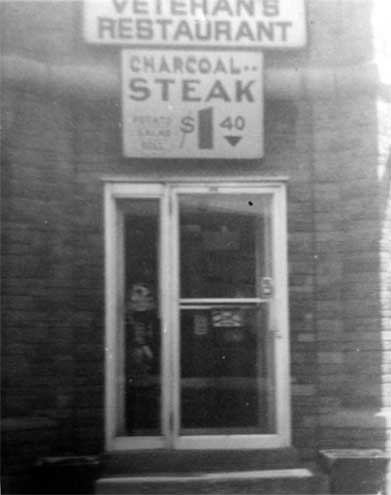 VETERAN'S
RESTAURANT
CHARCOAL..
STEAK
POTATO
SALAD
ROLL
$1 40